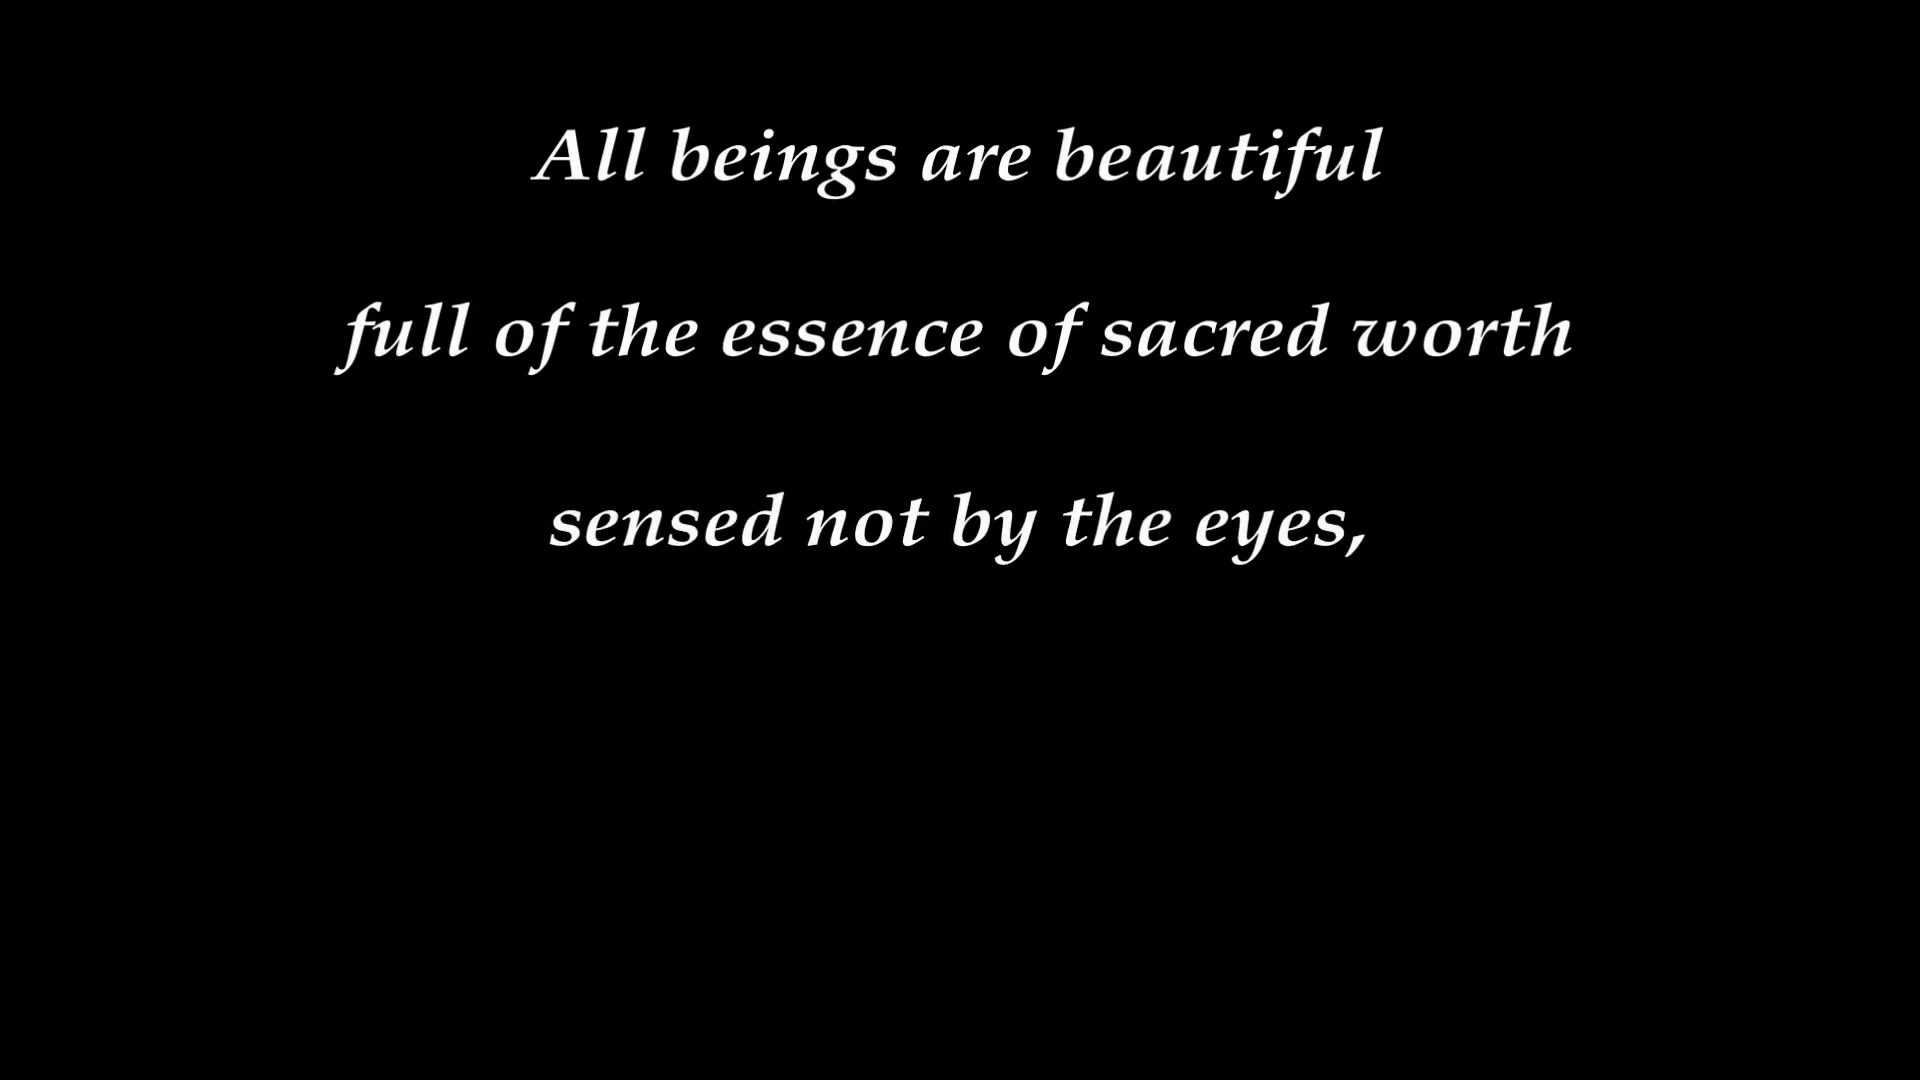 All beings are beautiful
full of the essence of sacred worth
sensed not by the eyes,